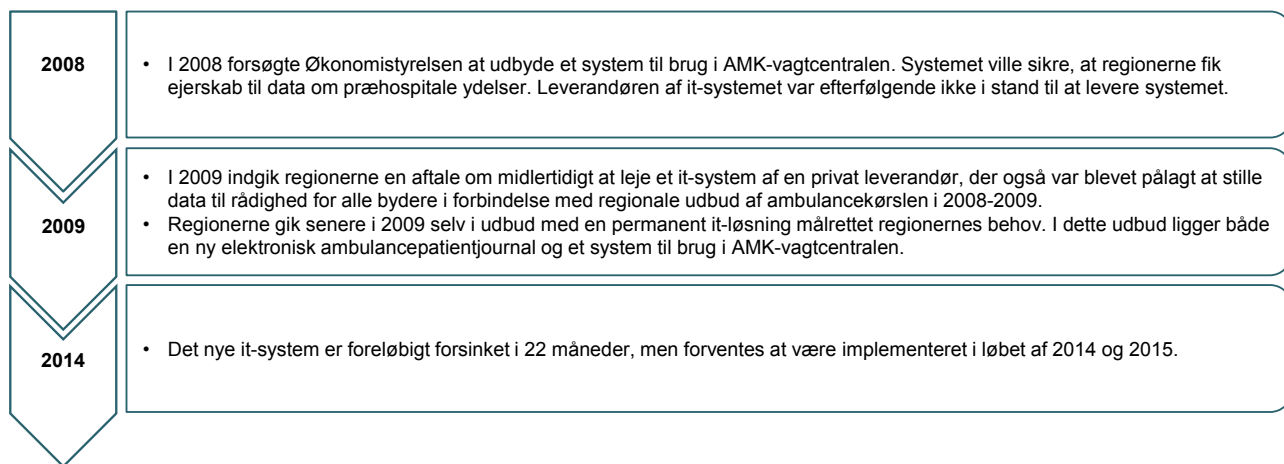 2008
• I 2008 forsøgte Økonomistyrelsen at udbyde et system til brug i AMK-vagtcentralen. Systemet ville sikre, at regionerne fik
ejerskab til data om præhospitale ydelser. Leverandøren af it-systemet var efterfølgende ikke i stand til at levere systemet.
2009
• I 2009 indgik regionerne en aftale om midlertidigt at leje et it-system af en privat leverandør, der også var blevet pålagt at stille
data til rådighed for alle bydere i forbindelse med regionale udbud af ambulancekørslen i 2008-2009.
• Regionerne gik senere i 2009 selv i udbud med en permanent it-løsning målrettet regionernes behov. I dette udbud ligger både
en ny elektronisk ambulancepatientjournal og et system til brug i AMK-vagtcentralen.
2014
• Det nye it-system er foreløbigt forsinket i 22 måneder, men forventes at være implementeret i løbet af 2014 og 2015.